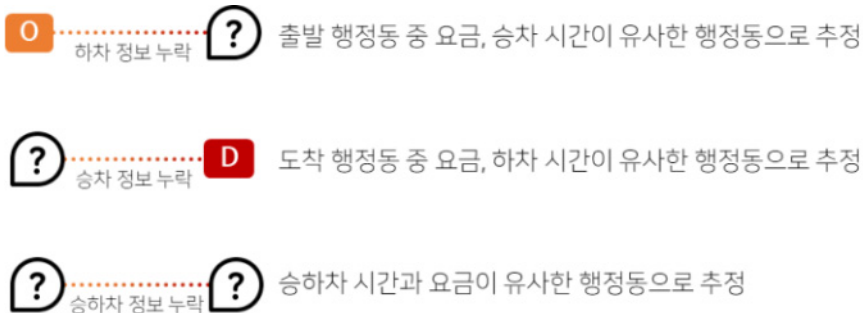 O ? 출발 행정동 중 요금, 승차 시간이 유사한 행정동으로 추정
하차 정보 누락
? D 도착 행정동 중 요금, 하차 시간이 유사한 행정동으로 추정
승차 정보 누락
? ? 승하차 시간과 요금이 유사한 행정동으로 추정
승하차 정보 누락